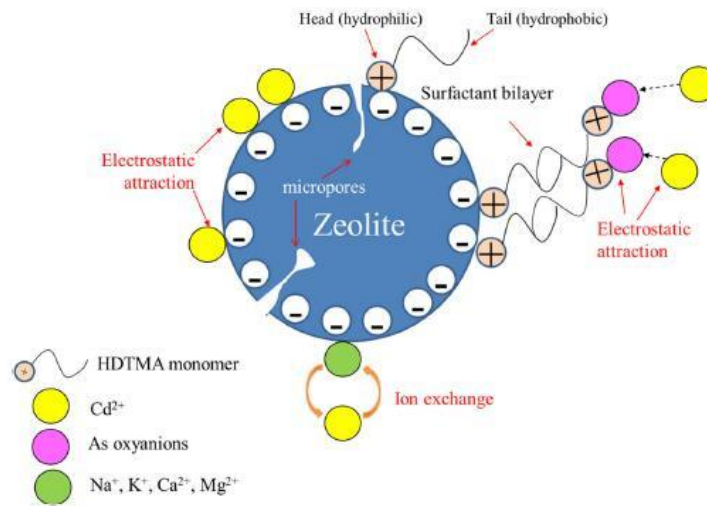 Head (hydrophilic)
Tail (hydrophobic)
Surfactant bilayer
Electrostatic
attraction
micropores
Zeolite
Electrostatic
attraction
HDTMA monomer
Ion exchange
Cd²⁺
As oxyanions
Na⁺, K⁺, Ca²⁺, Mg²⁺